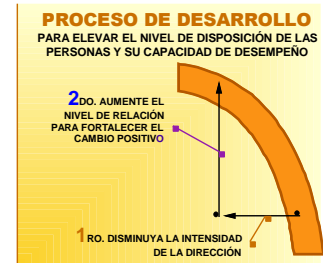 PROCESO DE DESARROLLO
PARA ELEVAR EL NIVEL DE DISPOSICIÓN DE LAS
PERSONAS Y SU CAPACIDAD DE DESEMPEÑO
2DO. AUMENTE EL
NIVEL DE RELACIÓN
PARA FORTALECER EL
CAMBIO POSITIVO
1RO. DISMINUYA LA INTENSIDAD
DE LA DIRECCIÓN